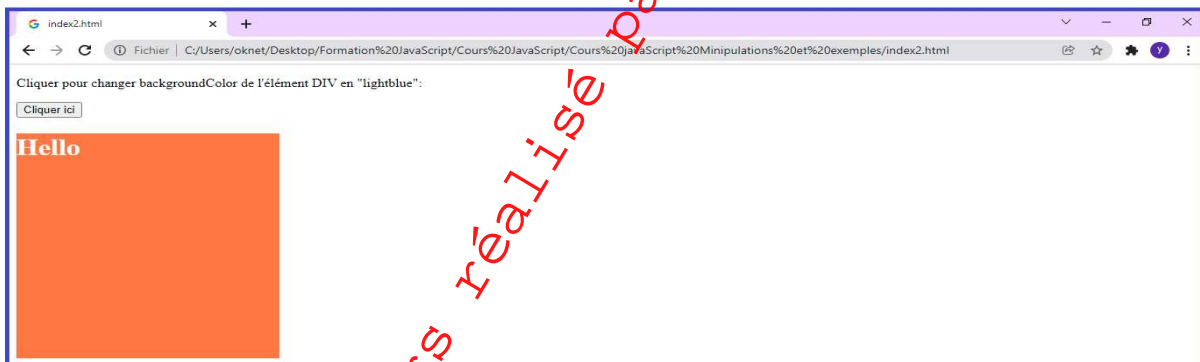 index2.html
Fichier | C:/Users/oknet/Desktop/Formation%20JavaScript/Cours%20JavaScript/Cours%20javaScript%20Minipulations%20et%20exemples/index2.html
Cliquer pour changer backgroundColor de l'élément DIV en "lightblue":
Cliquer ici
Hello
réalisé